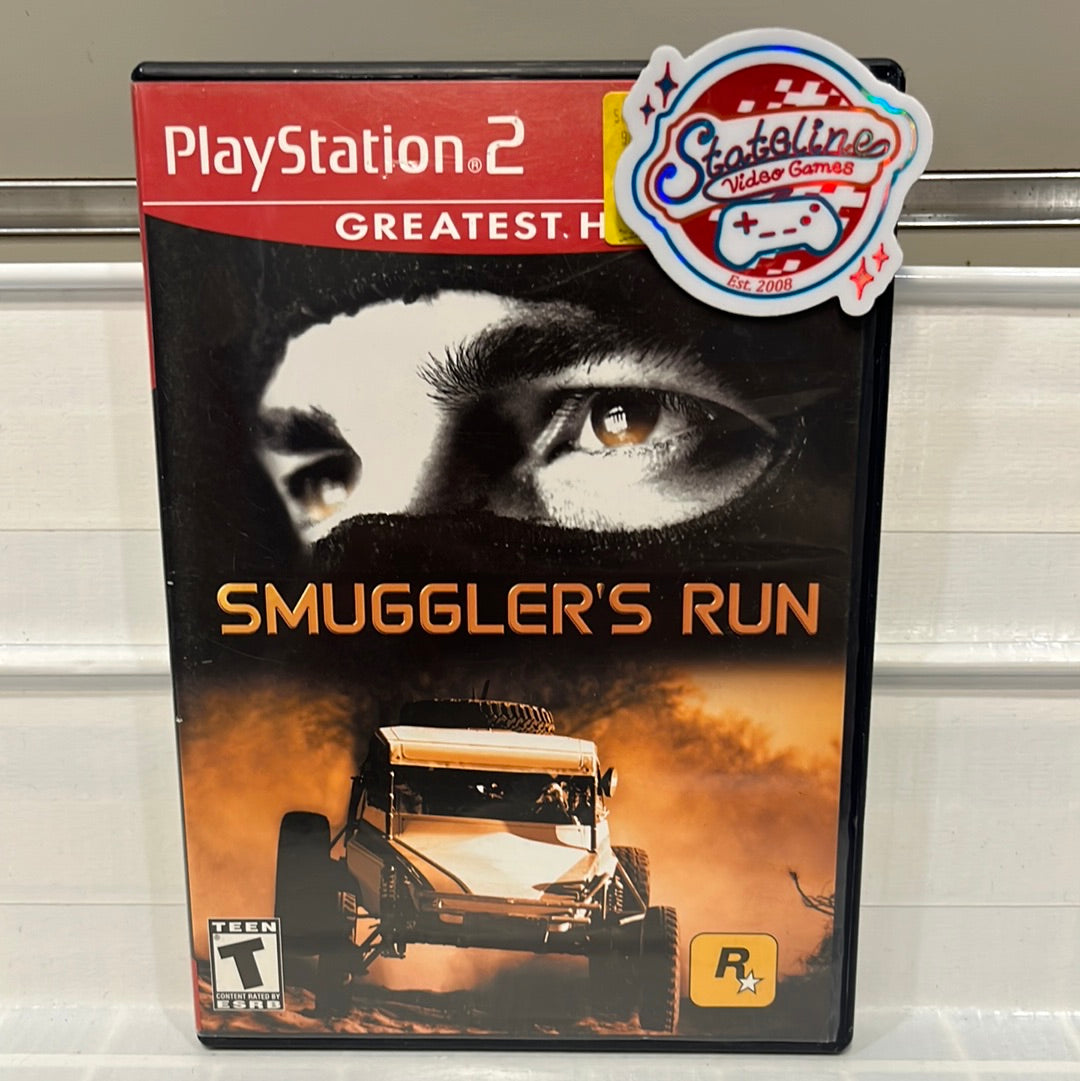 PlayStation®2
GREATEST H
Stateline
Video Games
Est. 2008
SMUGGLER'S RUN
TEEN
T
CONTENT RATED BY
ESRB
R